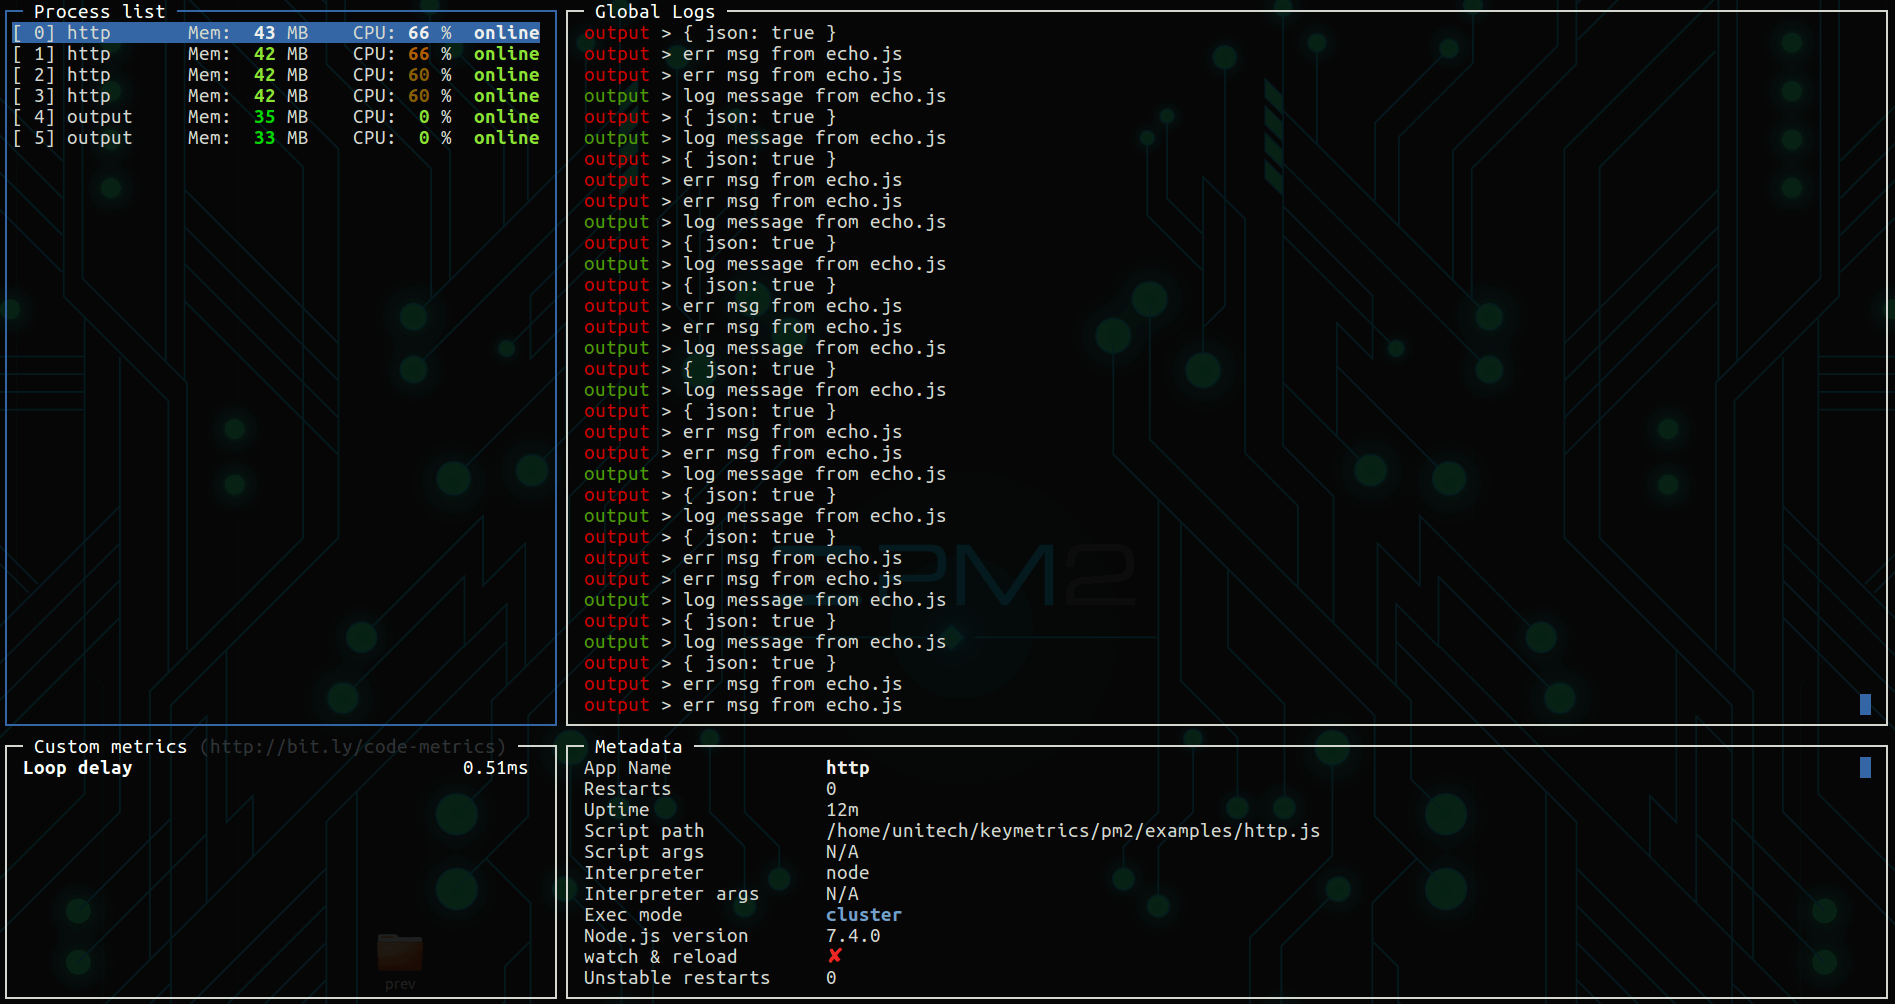 Process list
[ 0] http Mem: 43 MB CPU: 66 % online
[ 1] http Mem: 42 MB CPU: 66 % online
[ 2] http Mem: 42 MB CPU: 60 % online
[ 3] http Mem: 42 MB CPU: 60 % online
[ 4] output Mem: 35 MB CPU: 0 % online
[ 5] output Mem: 33 MB CPU: 0 % online
Global Logs
output > { json: true }
output > err msg from echo.js
output > err msg from echo.js
output > log message from echo.js
output > { json: true }
output > log message from echo.js
output > { json: true }
output > err msg from echo.js
output > err msg from echo.js
output > log message from echo.js
output > { json: true }
output > log message from echo.js
output > { json: true }
output > err msg from echo.js
output > err msg from echo.js
output > log message from echo.js
output > { json: true }
output > log message from echo.js
output > { json: true }
output > err msg from echo.js
output > err msg from echo.js
output > log message from echo.js
output > { json: true }
output > log message from echo.js
output > { json: true }
output > err msg from echo.js
output > err msg from echo.js
output > log message from echo.js
output > { json: true }
output > log message from echo.js
output > { json: true }
output > err msg from echo.js
output > err msg from echo.js
PM2
Custom metrics (http://bit.ly/code-metrics)
Loop delay 0.51ms
prev
Metadata
App Name http
Restarts 0
Uptime 12m
Script path /home/unitech/keymetrics/pm2/examples/http.js
Script args N/A
Interpreter node
Interpreter args N/A
Exec mode cluster
Node.js version 7.4.0
watch & reload ✘
Unstable restarts 0